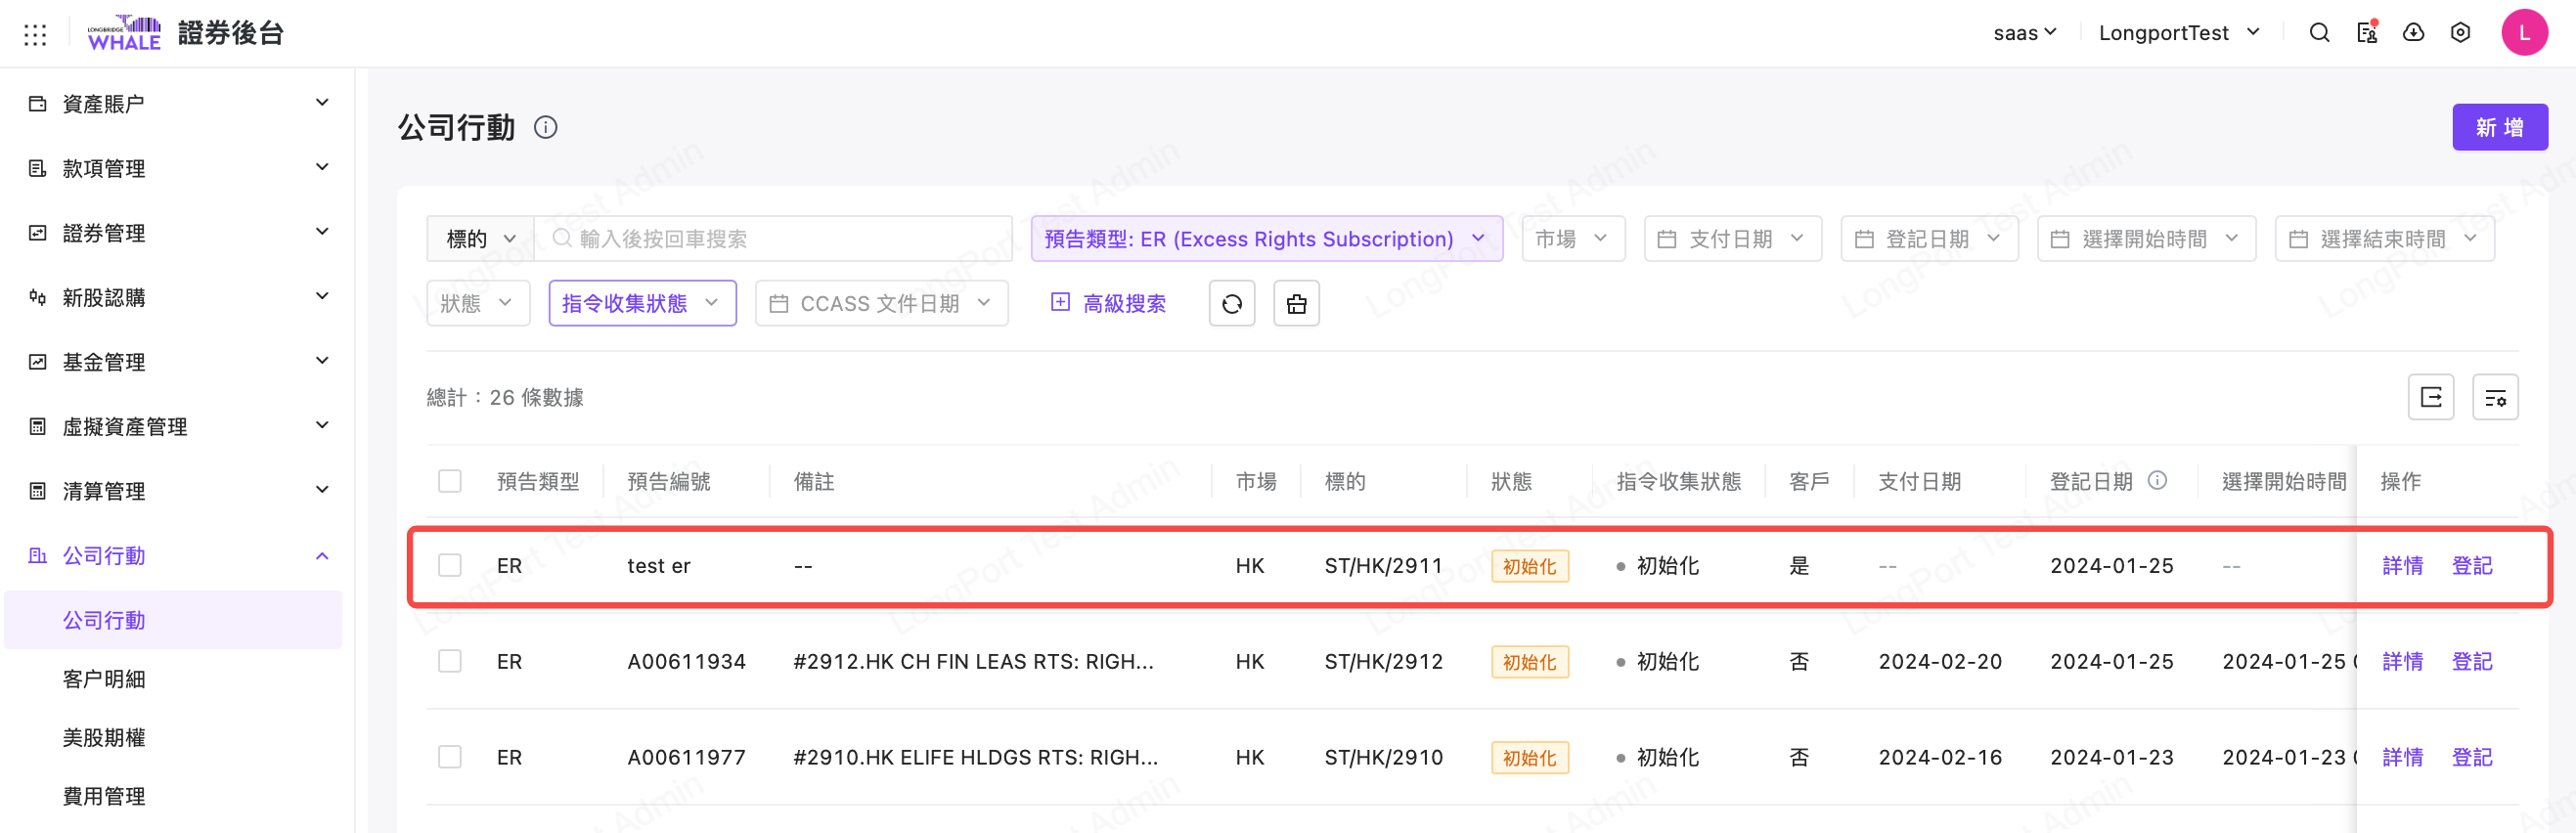 LONGBRIDGE
WHALE
證券後台
saas
LongportTest
L
資產賬户
款項管理
證券管理
新股認購
基金管理
虛擬資產管理
清算管理
公司行動
公司行動
客户明細
美股期權
費用管理
公司行動
新 增
標的 輸入後按回車搜索 預告類型: ER (Excess Rights Subscription) 市場 支付日期 登記日期 選擇開始時間 選擇結束時間
狀態 指令收集狀態 CCASS 文件日期 高級搜索
總計：26 條數據
預告類型 預告編號 備註 市場 標的 狀態 指令收集狀態 客戶 支付日期 登記日期 選擇開始時間 操作
ER test er -- HK ST/HK/2911 初始化 初始化 是 -- 2024-01-25 -- 詳情 登記
ER A00611934 #2912.HK CH FIN LEAS RTS: RIGH... HK ST/HK/2912 初始化 初始化 否 2024-02-20 2024-01-25 2024-01-25 詳情 登記
ER A00611977 #2910.HK ELIFE HLDGS RTS: RIGH... HK ST/HK/2910 初始化 初始化 否 2024-02-16 2024-01-23 2024-01-23 詳情 登記
LongPort Test Admin